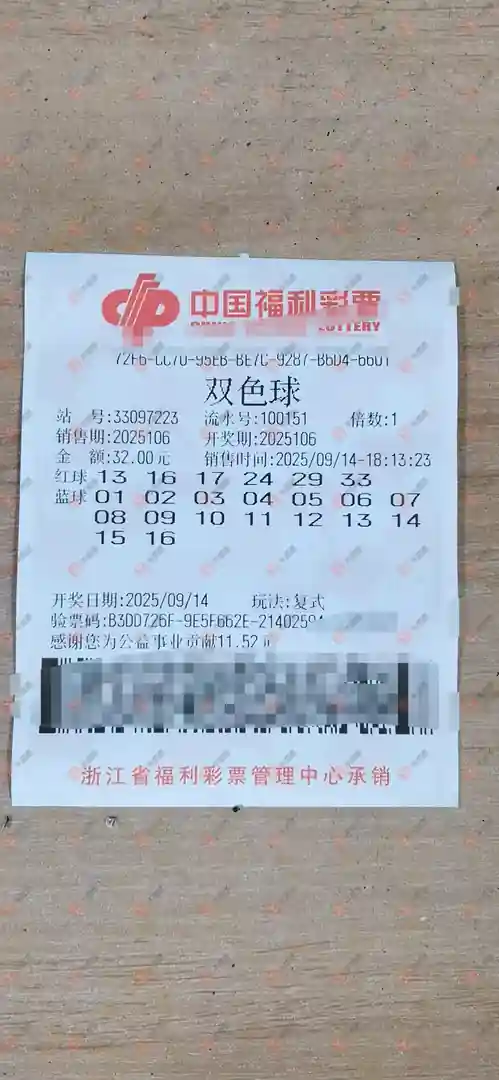 中国福利彩票
LOTTERY
双色球
站 号:33097223 流水号:100151 倍数:1
销售期:2025106 开奖期:2025106
金 额:32.00元 销售时间:2025/09/14-18:13:23
红球 13 16 17 24 29 33
蓝球 01 02 03 04 05 06 07
08 09 10 11 12 13 14
15 16
开奖日期:2025/09/14 玩法:复式
验票码:B3DD726F-9E5F662E-2140259
感谢您为公益事业贡献11.52元
浙江省福利彩票管理中心承销